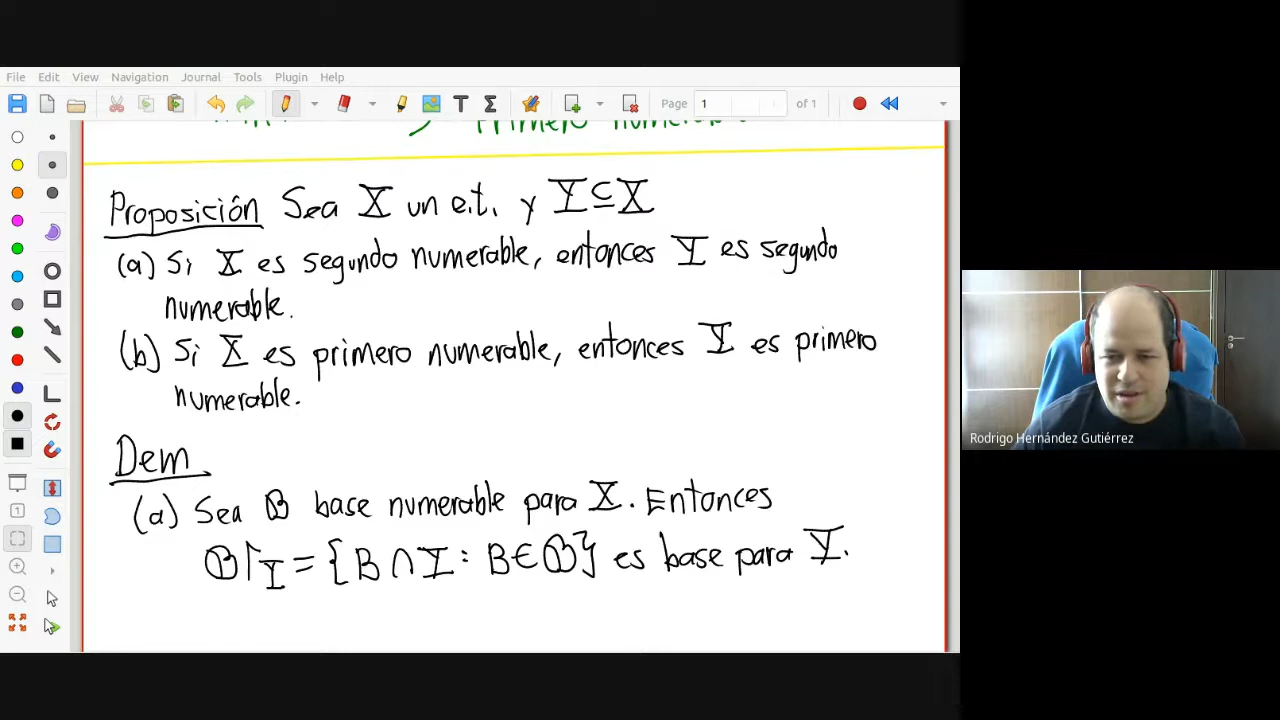 File Edit View Navigation Journal Tools Plugin Help
Page 1 of 1
Primero numerab
Proposición Sea X un e.t. y Y⊆X
(a) Si X es segundo numerable, entonces Y es segundo
numerable.
(b) Si X es primero numerable, entonces Y es primero
numerable.
Dem
(a) Sea ℬ base numerable para X. Entonces
ℬ↾Y = {B∩Y : B∈ℬ} es base para Y.
Rodrigo Hernández Gutiérrez